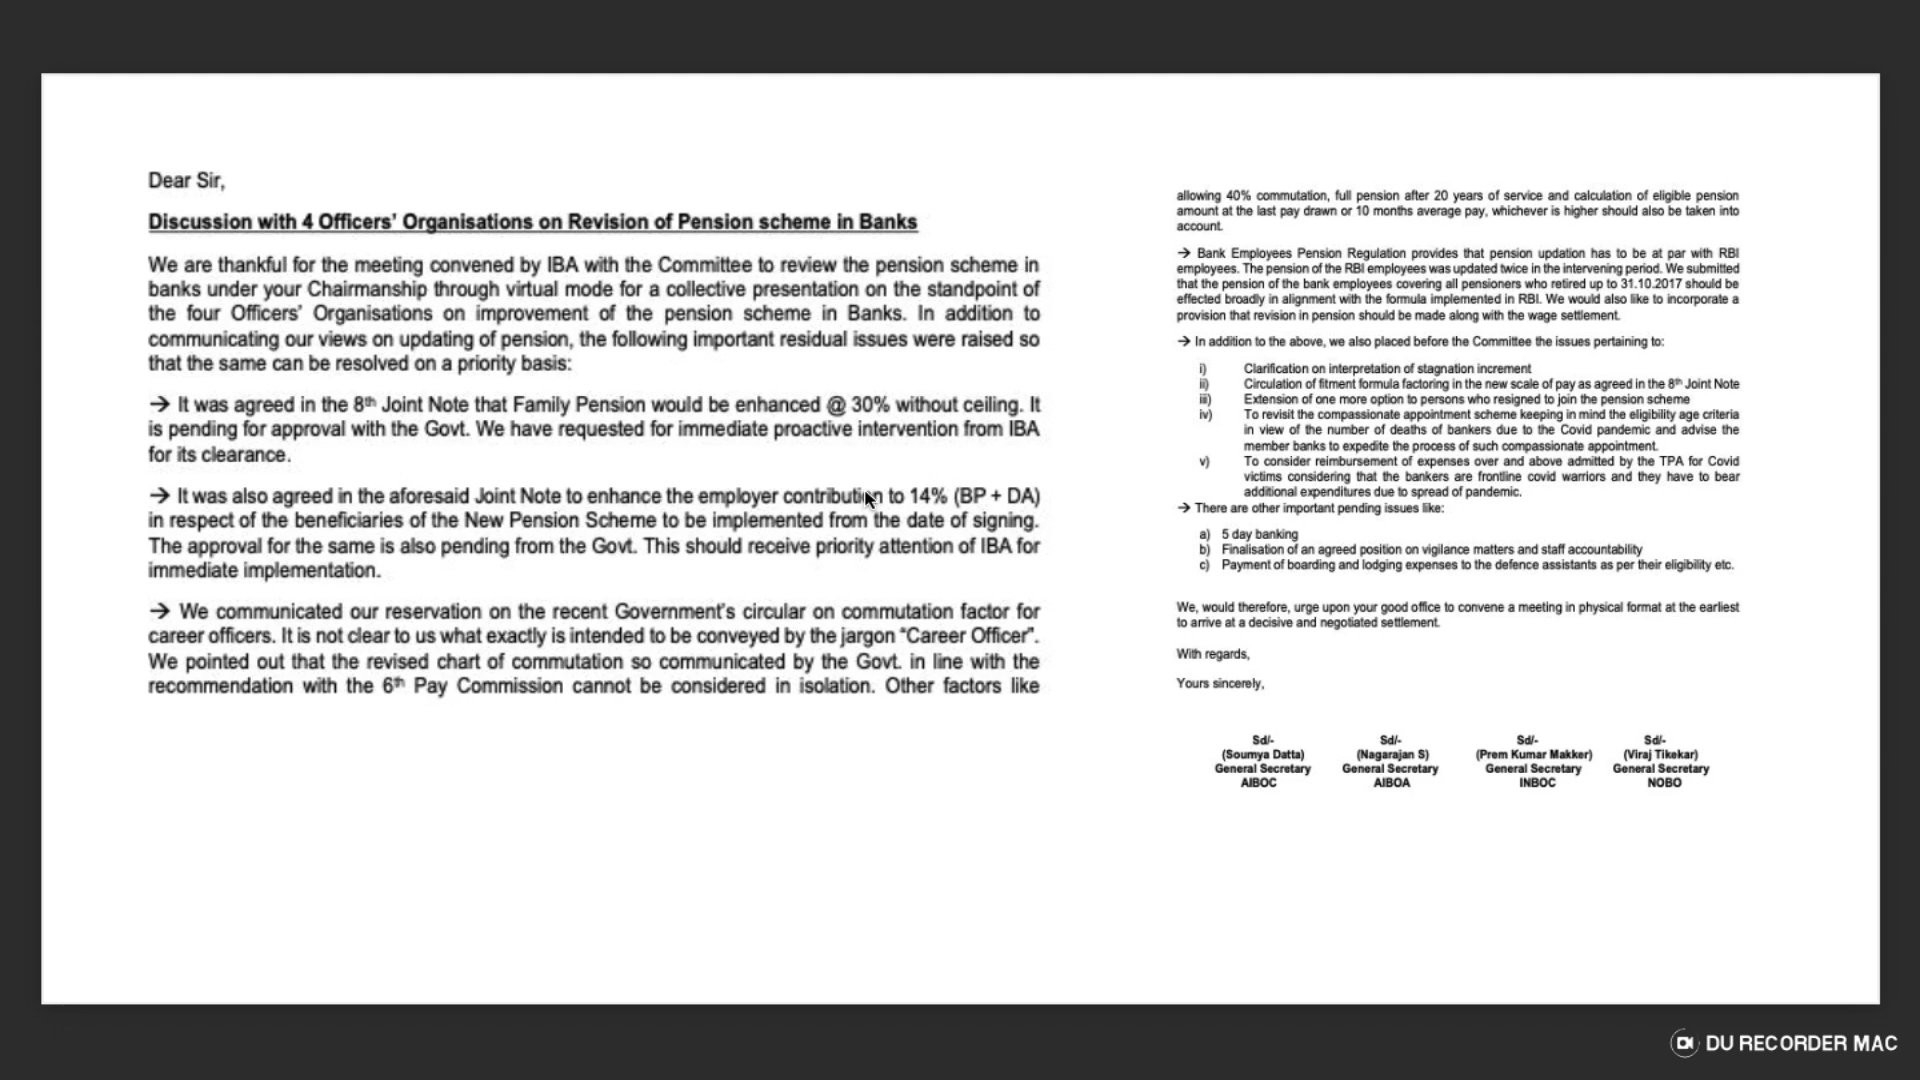 Dear Sir,
Discussion with 4 Officers' Organisations on Revision of Pension scheme in Banks
We are thankful for the meeting convened by IBA with the Committee to review the pension scheme in
banks under your Chairmanship through virtual mode for a collective presentation on the standpoint of
the four Officers' Organisations on improvement of the pension scheme in Banks. In addition to
communicating our views on updating of pension, the following important residual issues were raised so
that the same can be resolved on a priority basis:
→ It was agreed in the 8th Joint Note that Family Pension would be enhanced @ 30% without ceiling. It
is pending for approval with the Govt. We have requested for immediate proactive intervention from IBA
for its clearance.
→ It was also agreed in the aforesaid Joint Note to enhance the employer contribution to 14% (BP + DA)
in respect of the beneficiaries of the New Pension Scheme to be implemented from the date of signing.
The approval for the same is also pending from the Govt. This should receive priority attention of IBA for
immediate implementation.
→ We communicated our reservation on the recent Government's circular on commutation factor for
career officers. It is not clear to us what exactly is intended to be conveyed by the jargon "Career Officer".
We pointed out that the revised chart of commutation so communicated by the Govt. in line with the
recommendation with the 6th Pay Commission cannot be considered in isolation. Other factors like
allowing 40% commutation, full pension after 20 years of service and calculation of eligible pension
amount at the last pay drawn or 10 months average pay, whichever is higher should also be taken into
account.
→ Bank Employees Pension Regulation provides that pension updation has to be at par with RBI
employees. The pension of the RBI employees was updated twice in the intervening period. We submitted
that the pension of the bank employees covering all pensioners who retired up to 31.10.2017 should be
effected broadly in alignment with the formula implemented in RBI. We would also like to incorporate a
provision that revision in pension should be made along with the wage settlement.
→ In addition to the above, we also placed before the Committee the issues pertaining to:
i) Clarification on interpretation of stagnation increment
ii) Circulation of fitment formula factoring in the new scale of pay as agreed in the 8th Joint Note
iii) Extension of one more option to persons who resigned to join the pension scheme
iv) To revisit the compassionate appointment scheme keeping in mind the eligibility age criteria
in view of the number of deaths of bankers due to the Covid pandemic and advise the
member banks to expedite the process of such compassionate appointment.
v) To consider reimbursement of expenses over and above admitted by the TPA for Covid
victims considering that the bankers are frontline covid warriors and they have to bear
additional expenditures due to spread of pandemic.
→ There are other important pending issues like:
a) 5 day banking
b) Finalisation of an agreed position on vigilance matters and staff accountability
c) Payment of boarding and lodging expenses to the defence assistants as per their eligibility etc.
We, would therefore, urge upon your good office to convene a meeting in physical format at the earliest
to arrive at a decisive and negotiated settlement.
With regards,
Yours sincerely,
Sd/- Sd/- Sd/- Sd/-
(Soumya Datta) (Nagarajan S) (Prem Kumar Makker) (Viraj Tikekar)
General Secretary General Secretary General Secretary General Secretary
AIBOC AIBOA INBOC NOBO
DU RECORDER MAC